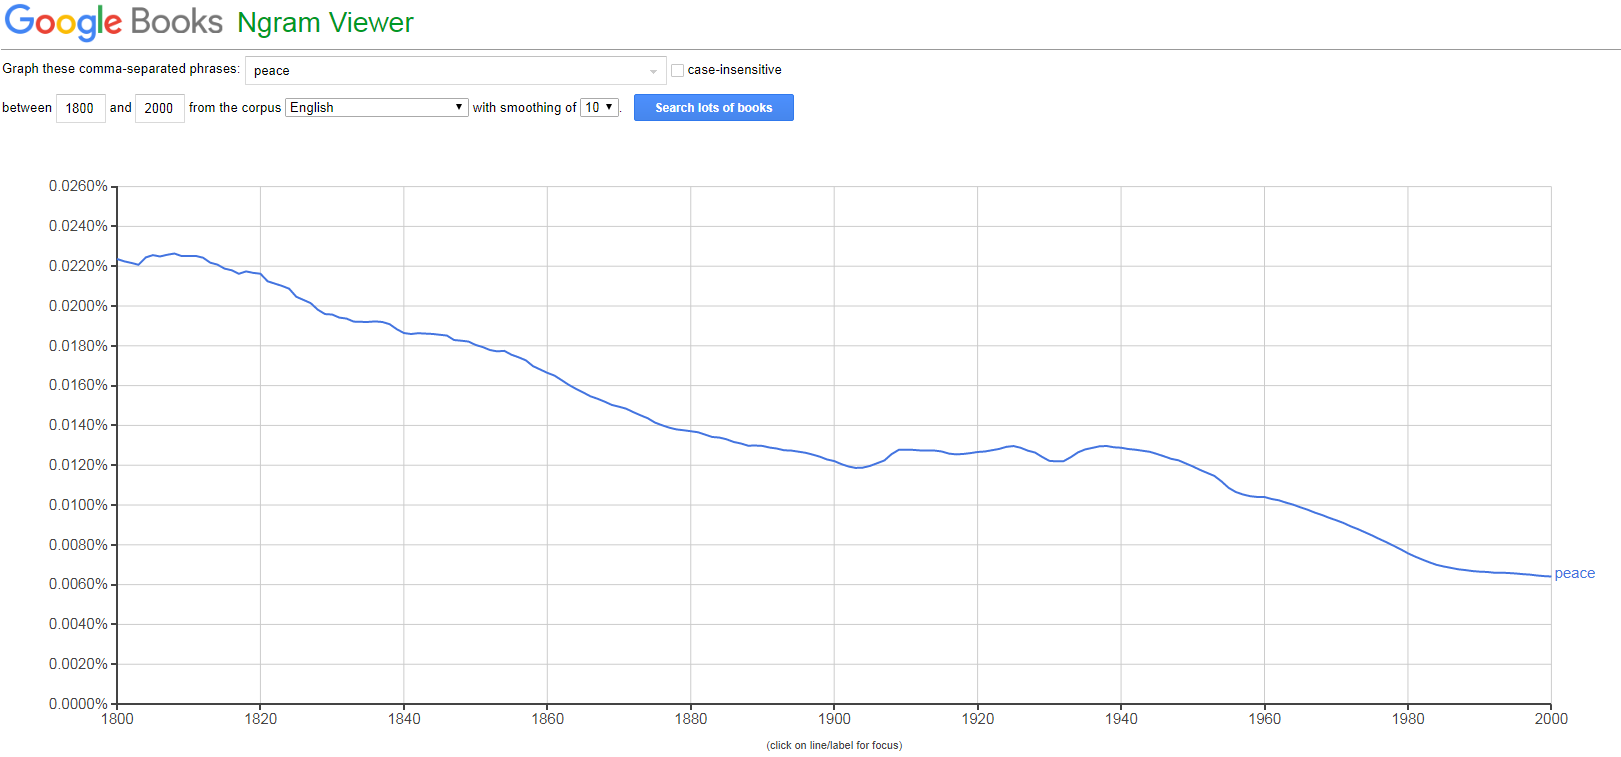 Google Books Ngram Viewer
Graph these comma-separated phrases: peace case-insensitive
between 1800 and 2000 from the corpus English with smoothing of 10 . Search lots of books
0.0260%
0.0240%
0.0220%
0.0200%
0.0180%
0.0160%
0.0140%
0.0120%
0.0100%
0.0080%
0.0060%
peace
0.0040%
0.0020%
0.0000%
1800 1820 1840 1860 1880 1900 1920 1940 1960 1980 2000
(click on line/label for focus)